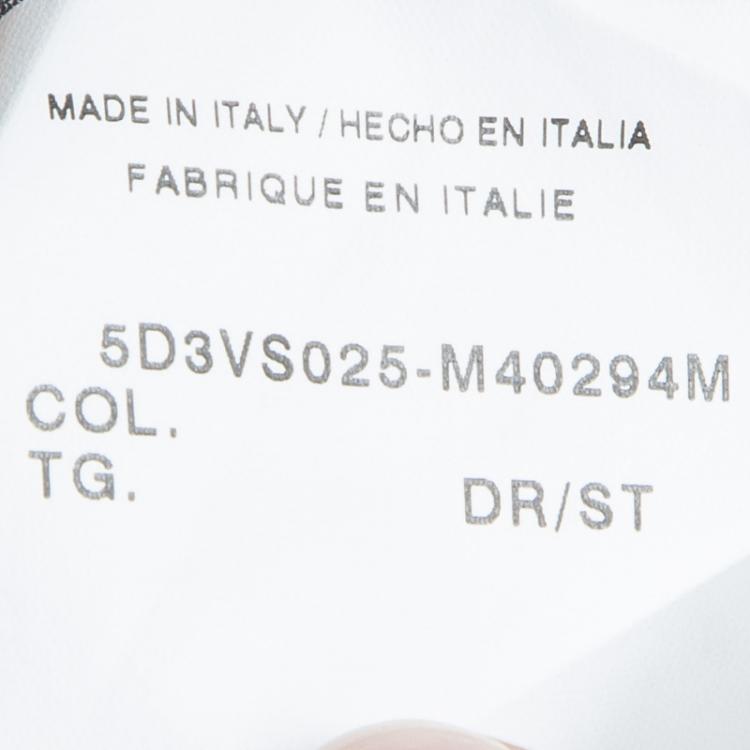 MADE IN ITALY / HECHO EN ITALIA
FABRIQUE EN ITALIE
5D3VS025-M40294M
COL.
TG. DR/ST